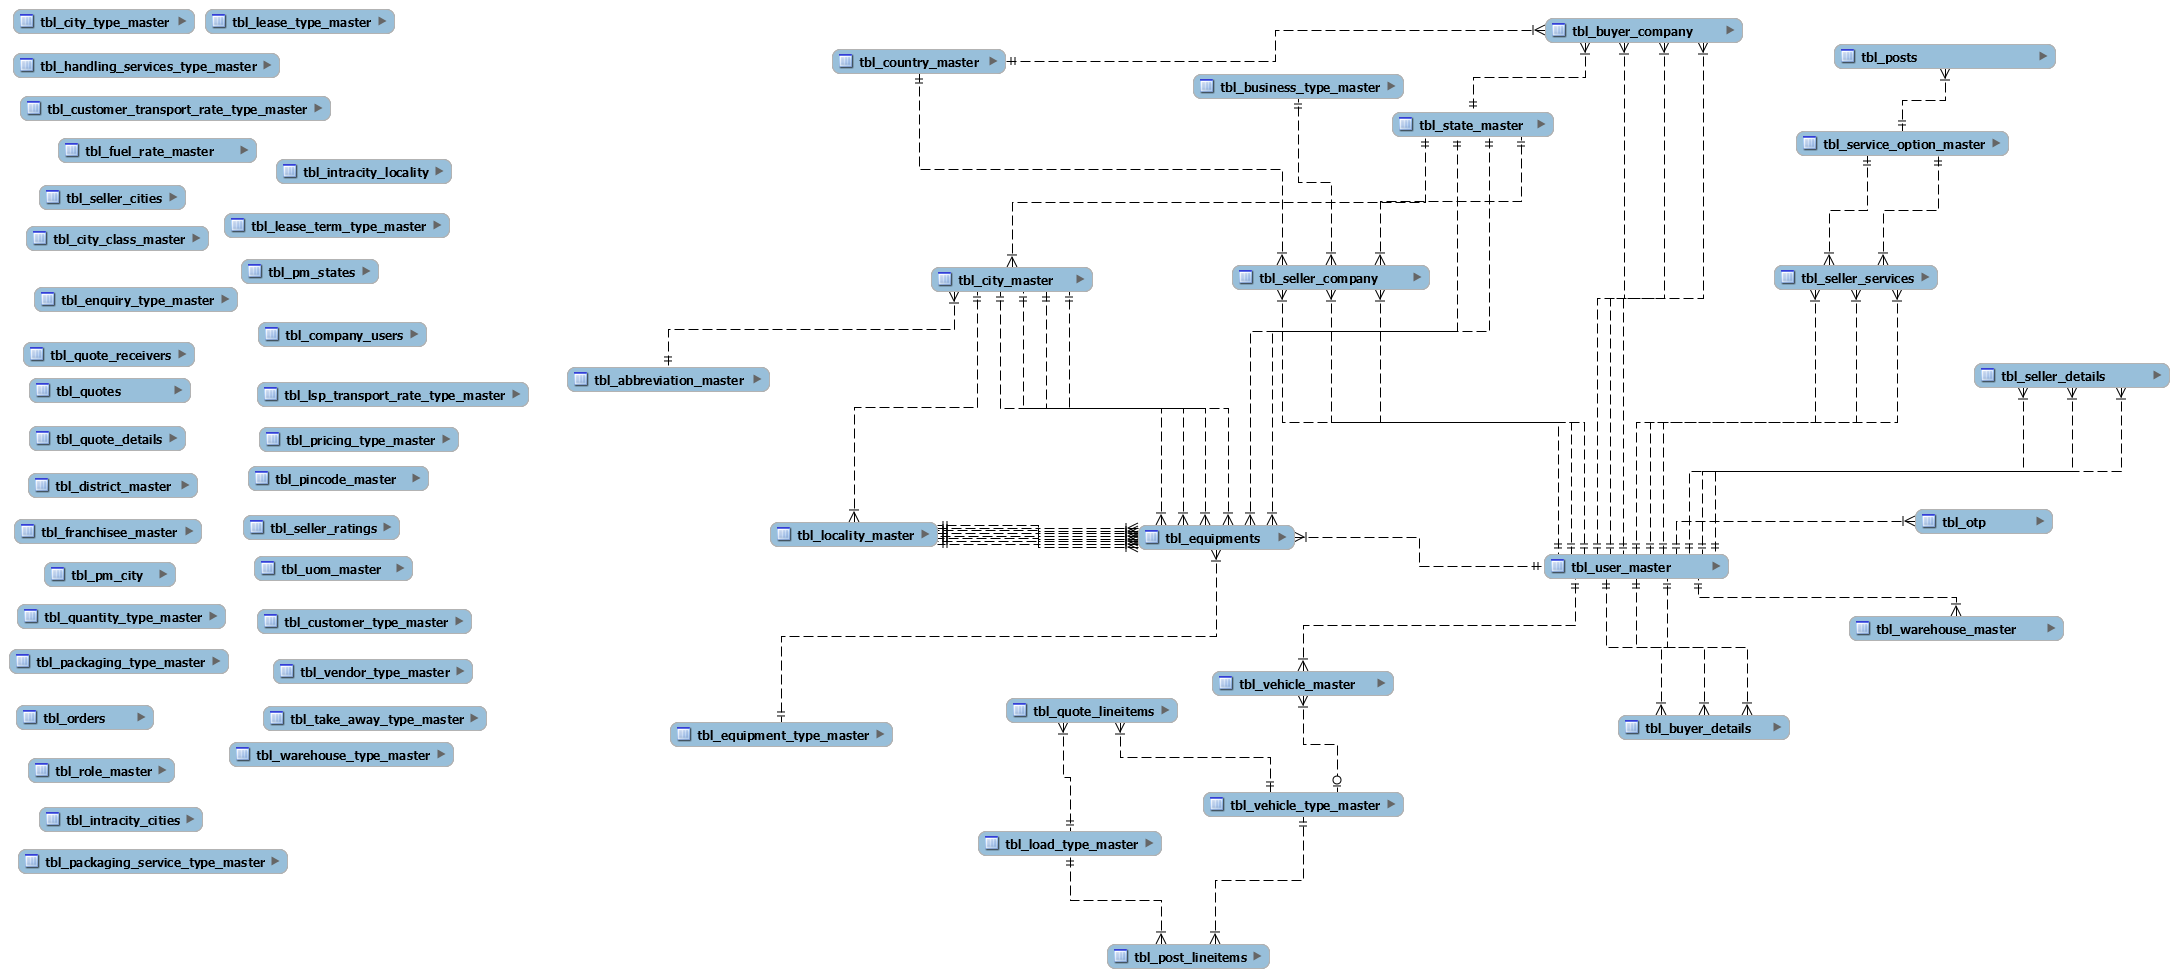 tbl_city_type_master
tbl_lease_type_master
tbl_handling_services_type_master
tbl_customer_transport_rate_type_master
tbl_fuel_rate_master
tbl_intracity_locality
tbl_seller_cities
tbl_lease_term_type_master
tbl_city_class_master
tbl_pm_states
tbl_enquiry_type_master
tbl_company_users
tbl_quote_receivers
tbl_quotes
tbl_lsp_transport_rate_type_master
tbl_quote_details
tbl_pricing_type_master
tbl_pincode_master
tbl_district_master
tbl_franchisee_master
tbl_seller_ratings
tbl_uom_master
tbl_pm_city
tbl_quantity_type_master
tbl_customer_type_master
tbl_packaging_type_master
tbl_vendor_type_master
tbl_orders
tbl_take_away_type_master
tbl_warehouse_type_master
tbl_role_master
tbl_intracity_cities
tbl_packaging_service_type_master
tbl_buyer_company
tbl_country_master
tbl_posts
tbl_business_type_master
tbl_state_master
tbl_service_option_master
tbl_city_master
tbl_seller_company
tbl_seller_services
tbl_abbreviation_master
tbl_seller_details
tbl_locality_master
tbl_equipments
tbl_otp
tbl_user_master
tbl_warehouse_master
tbl_vehicle_master
tbl_quote_lineitems
tbl_equipment_type_master
tbl_buyer_details
tbl_vehicle_type_master
tbl_load_type_master
tbl_post_lineitems